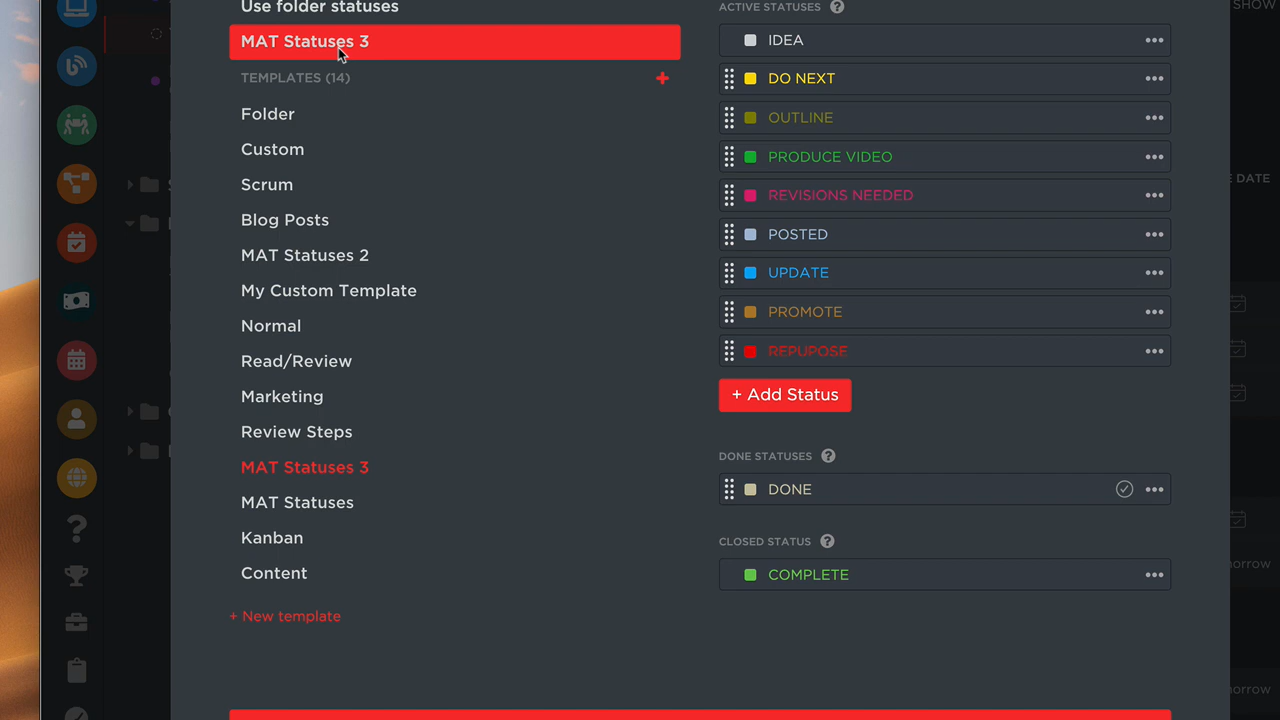 Use folder statuses
MAT Statuses 3
TEMPLATES (14)
Folder
Custom
Scrum
Blog Posts
MAT Statuses 2
My Custom Template
Normal
Read/Review
Marketing
Review Steps
MAT Statuses 3
MAT Statuses
Kanban
Content
+ New template
ACTIVE STATUSES ?
IDEA
DO NEXT
OUTLINE
PRODUCE VIDEO
REVISIONS NEEDED
POSTED
UPDATE
PROMOTE
REPUPOSE
+ Add Status
DONE STATUSES ?
DONE
CLOSED STATUS ?
COMPLETE
SHOW
E DATE
morrow
morrow